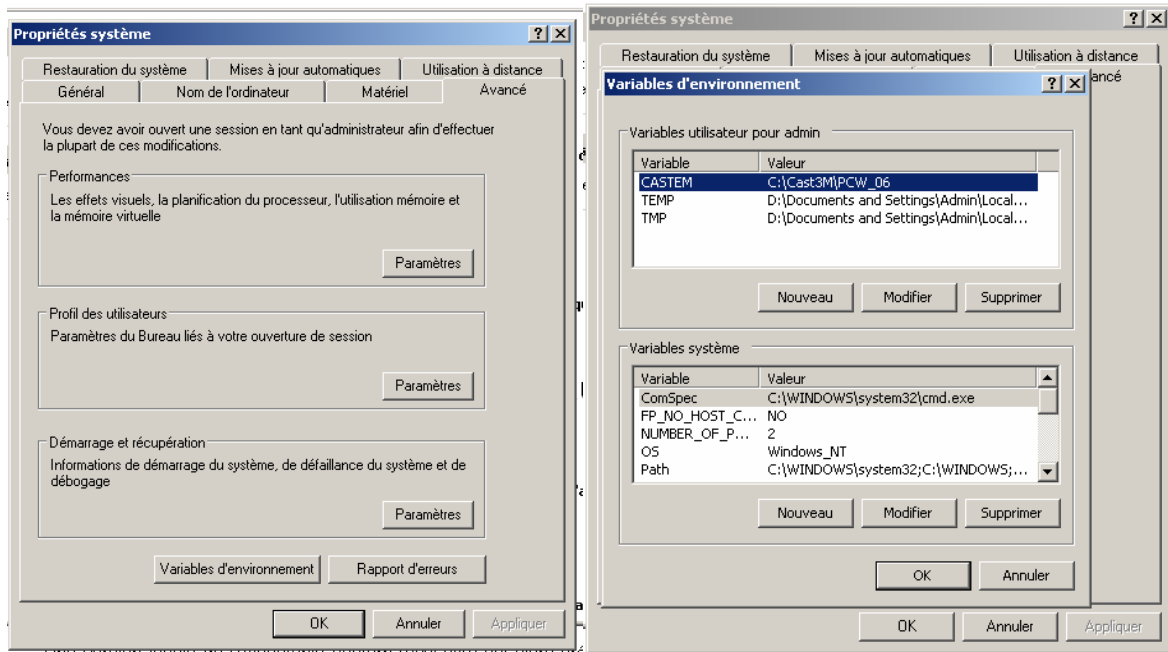 Propriétés système
Restauration du système Mises à jour automatiques Utilisation à distance
Général Nom de l'ordinateur Matériel Avancé
Vous devez avoir ouvert une session en tant qu'administrateur afin d'effectuer
la plupart de ces modifications.
Performances
Les effets visuels, la planification du processeur, l'utilisation mémoire et
la mémoire virtuelle
Paramètres
Profil des utilisateurs
Paramètres du Bureau liés à votre ouverture de session
Paramètres
Démarrage et récupération
Informations de démarrage du système, de défaillance du système et de
débogage
Paramètres
Variables d'environnement Rapport d'erreurs
OK Annuler Appliquer
Propriétés système
Restauration du système Mises à jour automatiques Utilisation à distance
ancé
Variables d'environnement
Variables utilisateur pour admin
Variable Valeur
CASTEM C:\Cast3M\PCW_06
TEMP D:\Documents and Settings\Admin\Local...
TMP D:\Documents and Settings\Admin\Local...
Nouveau Modifier Supprimer
Variables système
Variable Valeur
ComSpec C:\WINDOWS\system32\cmd.exe
FP_NO_HOST_C... NO
NUMBER_OF_P... 2
OS Windows_NT
Path C:\WINDOWS\system32;C:\WINDOWS;...
Nouveau Modifier Supprimer
OK Annuler
OK Annuler Appliquer